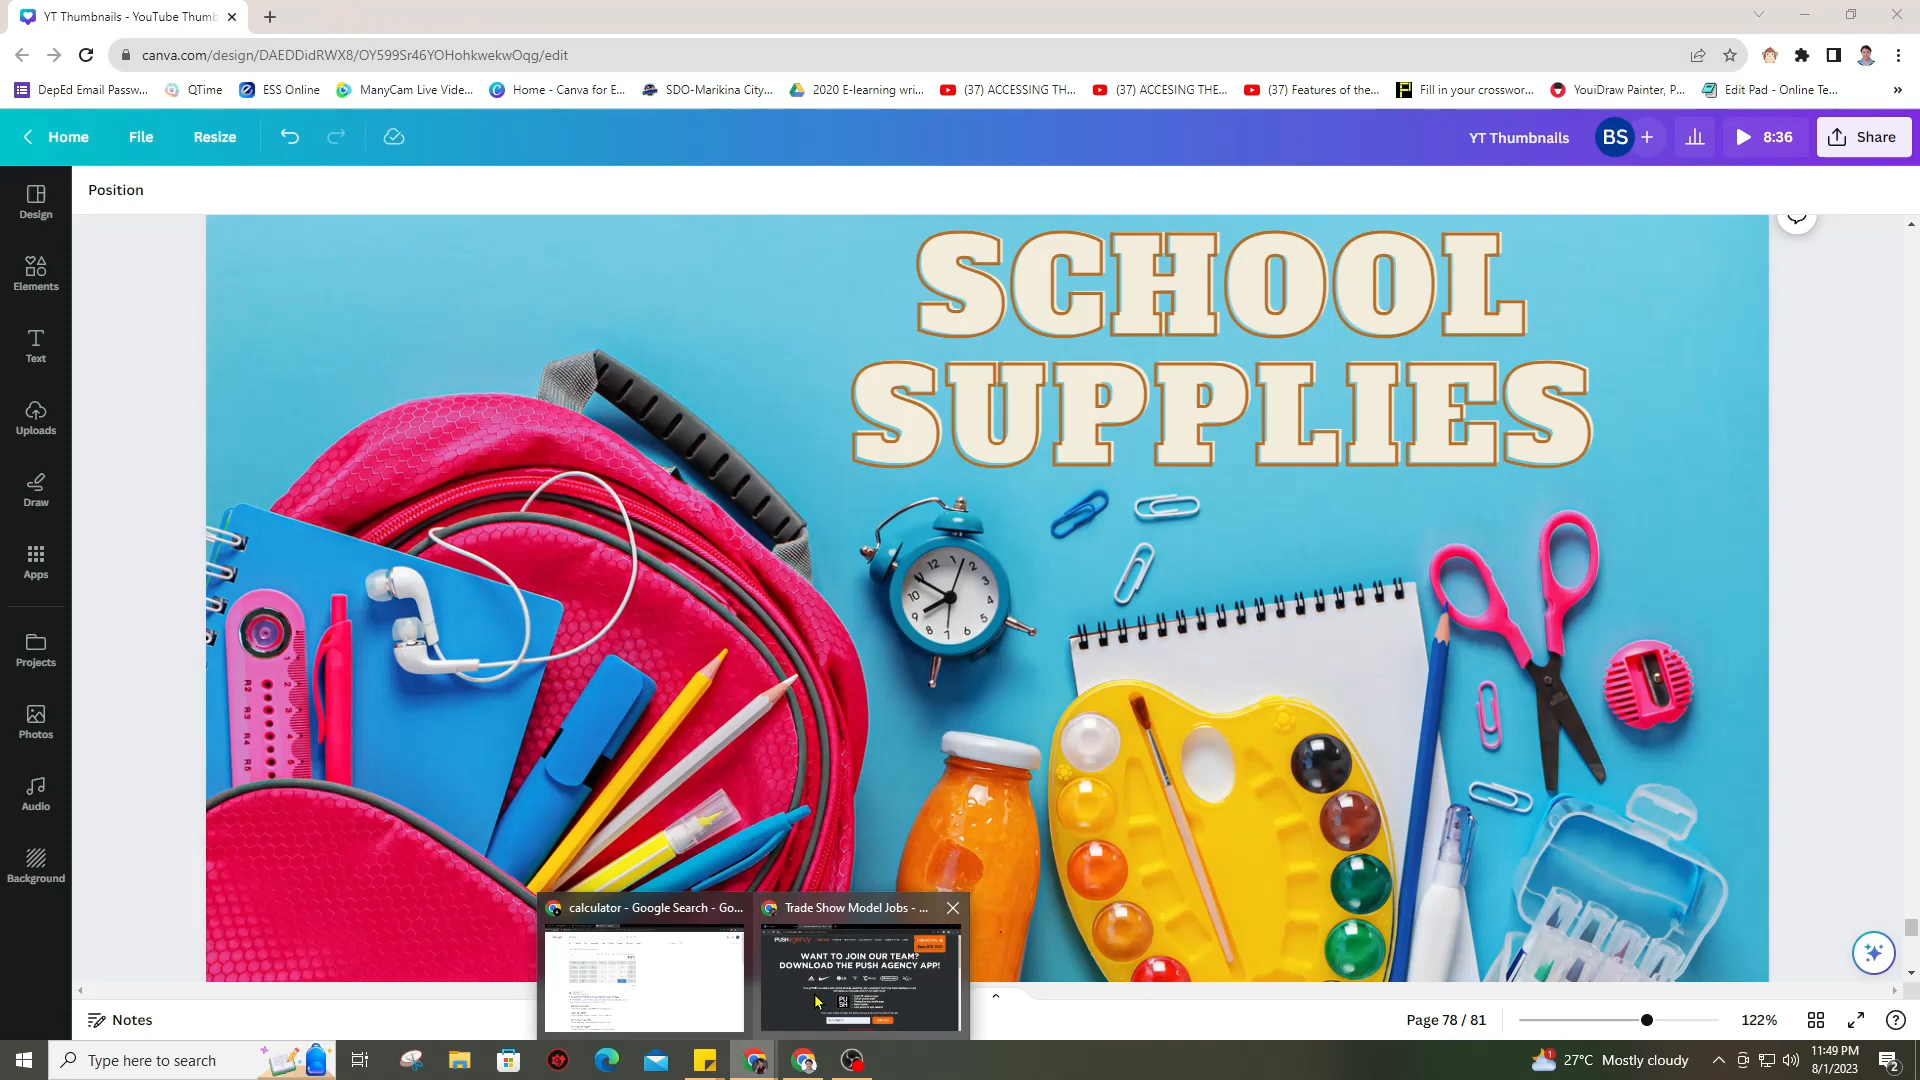 YT Thumbnails - YouTube Thumb
canva.com/design/DAEDDidRWX8/OY599Sr46YOHohkwekwOqg/edit
DepEd Email Passw...
QTime
ESS Online
ManyCam Live Vide...
Home - Canva for E...
SDO-Marikina City...
2020 E-learning wri...
(37) ACCESSING TH...
(37) ACCESING THE...
(37) Features of the...
Fill in your crosswor...
YouiDraw Painter, P...
Edit Pad - Online Te...
»
Home
File
Resize
YT Thumbnails
BS
8:36
Share
Position
Design
Elements
Text
Uploads
Draw
Apps
Projects
Photos
Audio
Background
SCHOOL
SUPPLIES
calculator - Google Search - Go...
Trade Show Model Jobs - ...
PUSHagency
WANT TO JOIN OUR TEAM?
DOWNLOAD THE PUSH AGENCY APP!
Notes
Page 78 / 81
122%
Type here to search
27°C Mostly cloudy
11:49 PM
8/1/2023
2